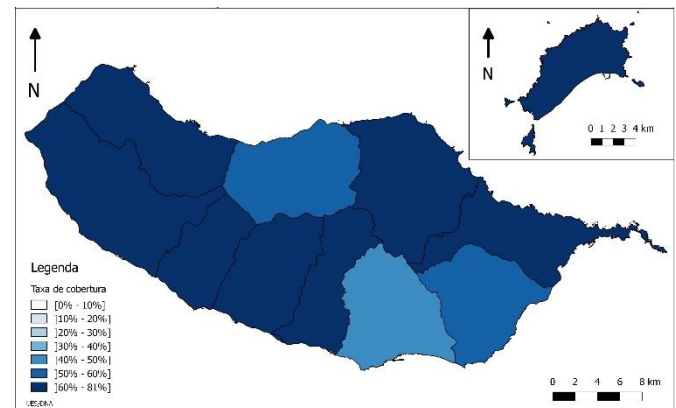 N
N
0 1 2 3 4 km
Legenda
Taxa de cobertura
[0% - 10%]
]10% - 20%]
]20% - 30%]
]30% - 40%]
]40% - 50%]
]50% - 60%]
]60% - 81%]
0 2 4 6 8 km